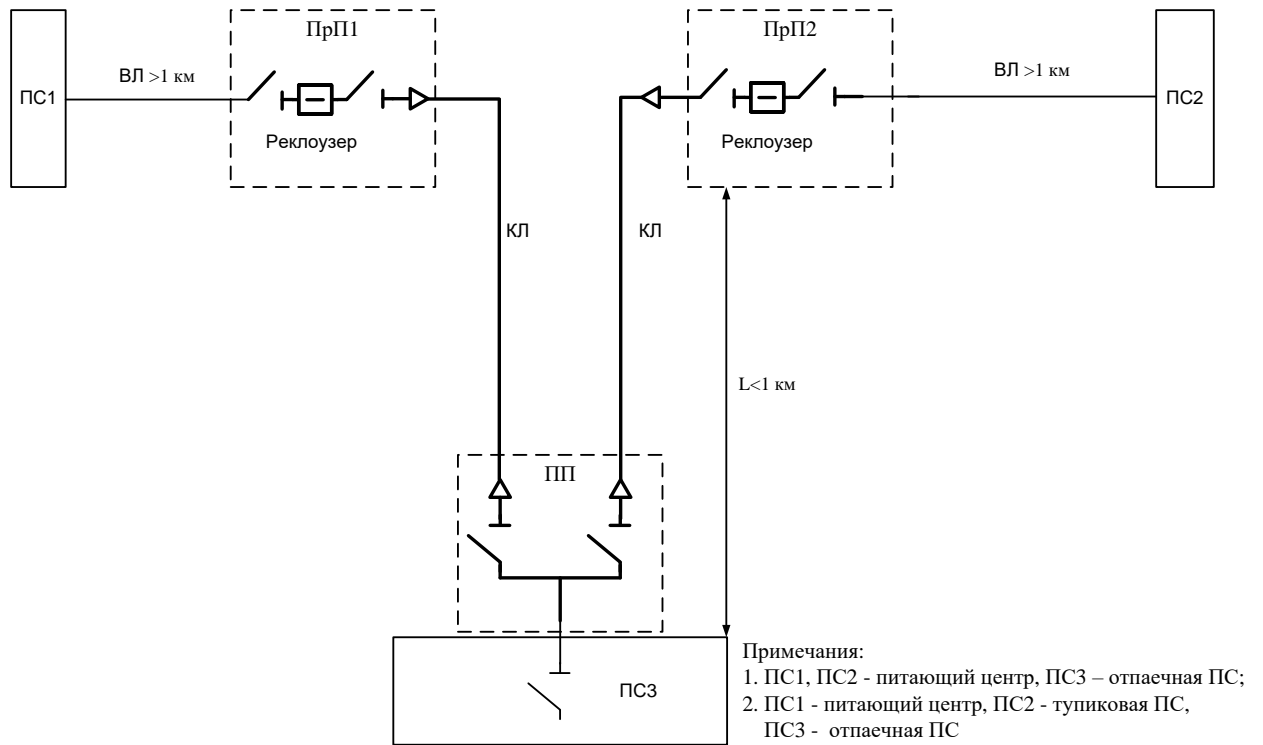 ПрП1
ПрП2
ПС1
ВЛ >1 км
ВЛ >1 км
ПС2
Реклоузер
Реклоузер
КЛ
КЛ
L<1 км
ПП
ПС3
Примечания:
1. ПС1, ПС2 - питающий центр, ПС3 – отпаечная ПС;
2. ПС1 - питающий центр, ПС2 - тупиковая ПС,
ПС3 - отпаечная ПС